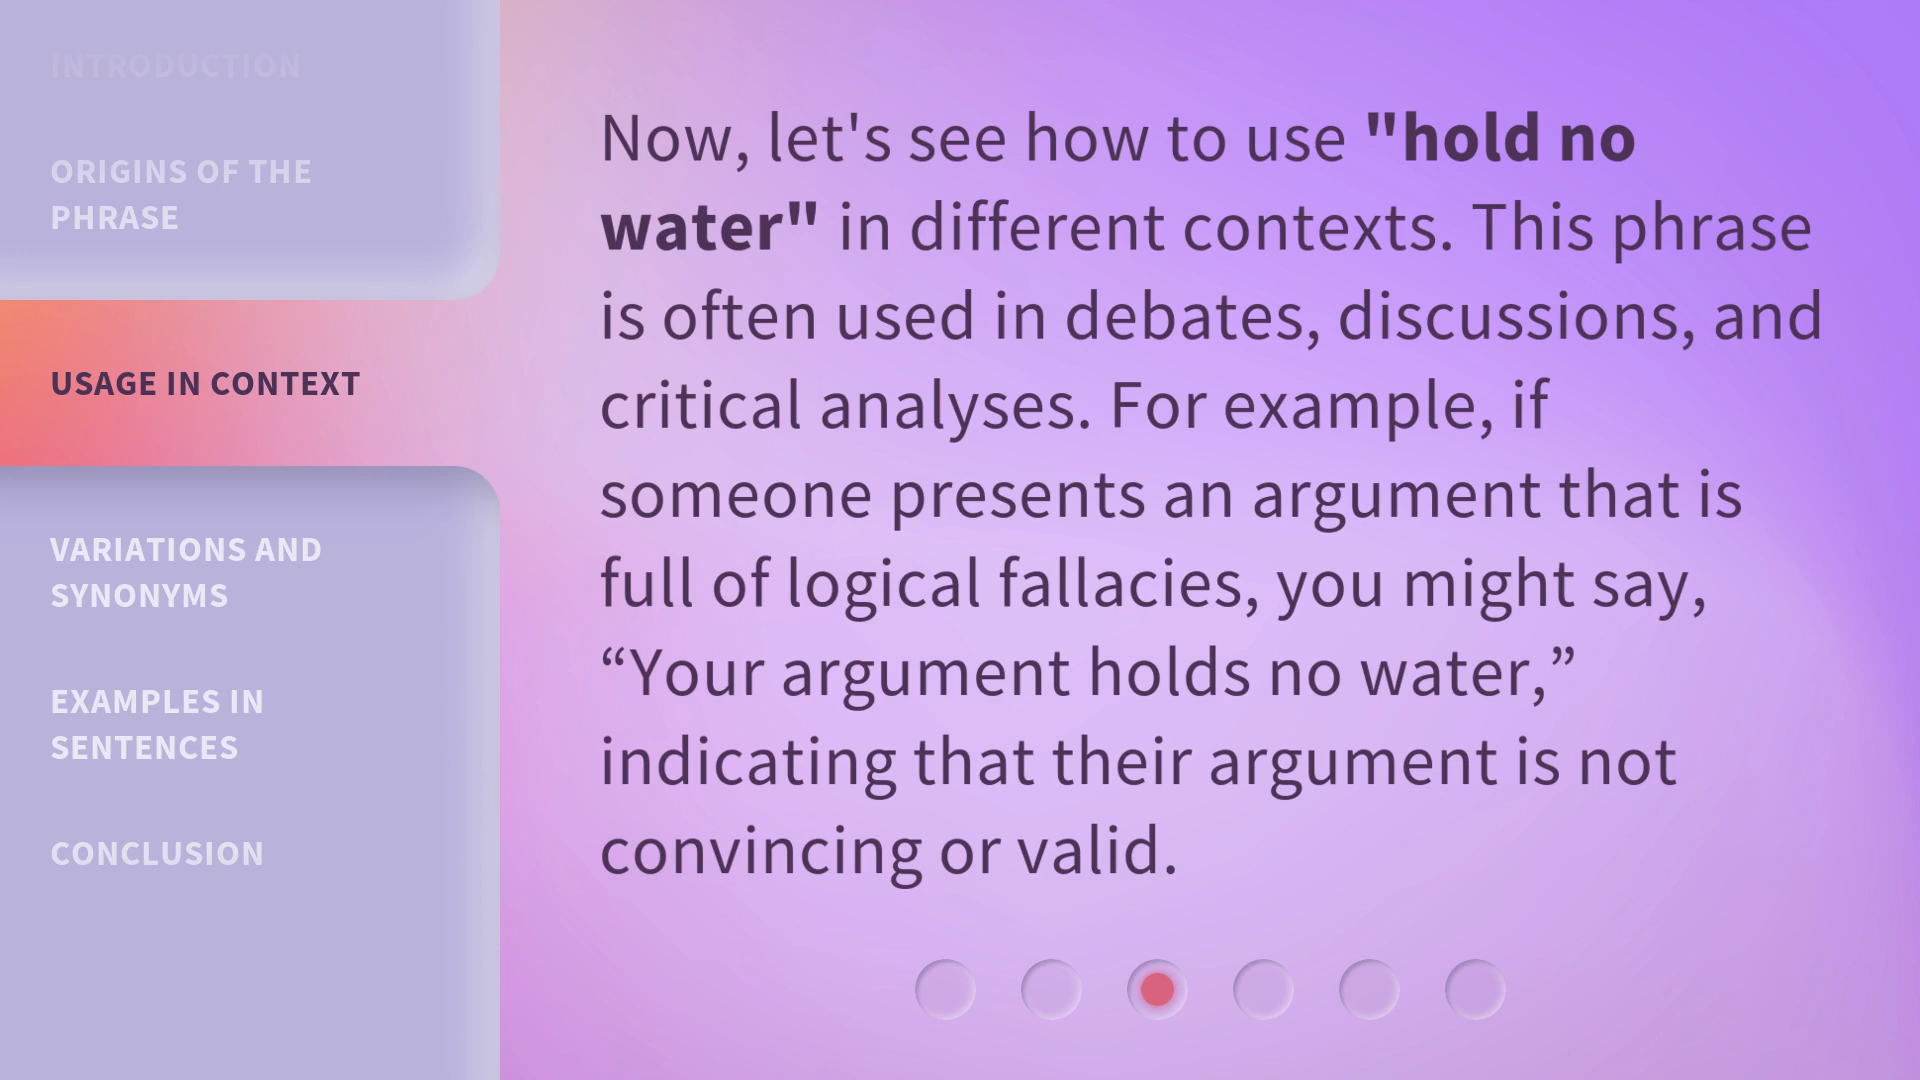 INTRODUCTION
ORIGINS OF THE
PHRASE
USAGE IN CONTEXT
VARIATIONS AND
SYNONYMS
EXAMPLES IN
SENTENCES
CONCLUSION
Now, let's see how to use "hold no
water" in different contexts. This phrase
is often used in debates, discussions, and
critical analyses. For example, if
someone presents an argument that is
full of logical fallacies, you might say,
“Your argument holds no water,”
indicating that their argument is not
convincing or valid.